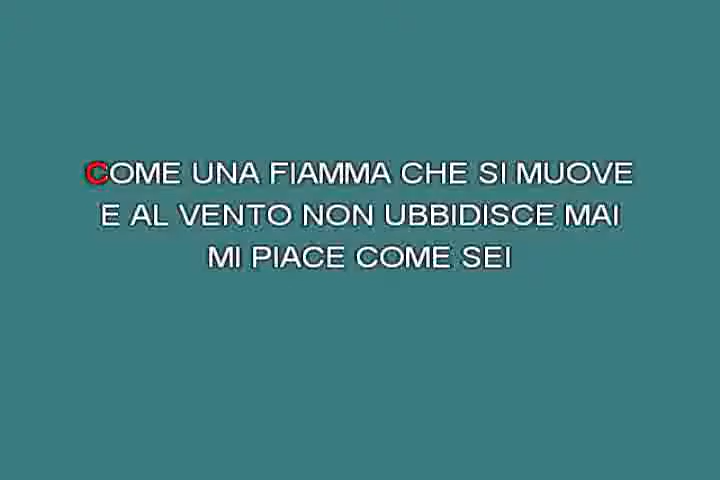 COME UNA FIAMMA CHE SI MUOVE
E AL VENTO NON UBBIDISCE MAI
MI PIACE COME SEI